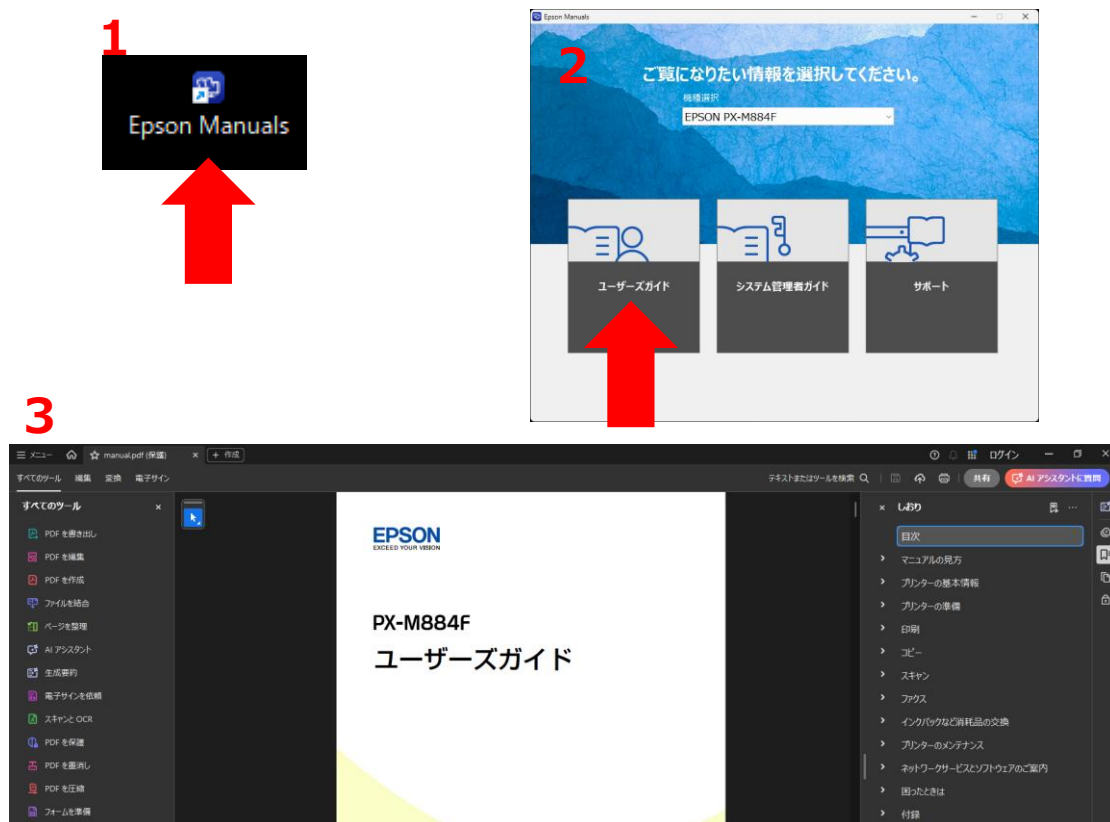 1
Epson Manuals
Epson Manuals
2
ご覧になりたい情報を選択してください。
機種選択
EPSON PX-M884F
ユーザーズガイド
システム管理者ガイド
サポート
3
メニュー
manual.pdf (保護)
作成
ログイン
すべてのツール 編集 変換 電子サイン
テキストまたはツールを検索
共有
AI アシスタントに質問
すべてのツール
PDF を書き出し
PDF を編集
PDF を作成
ファイルを結合
ページを整理
AI アシスタント
生成要約
電子サインを依頼
スキャンと OCR
PDF を保護
PDF を墨消し
PDF を圧縮
フォームを準備
EPSON
EXCEED YOUR VISION
PX-M884F
ユーザーズガイド
しおり
目次
マニュアルの見方
プリンターの基本情報
プリンターの準備
印刷
コピー
スキャン
ファクス
インクパックなど消耗品の交換
プリンターのメンテナンス
ネットワークサービスとソフトウェアのご案内
困ったときは
付録